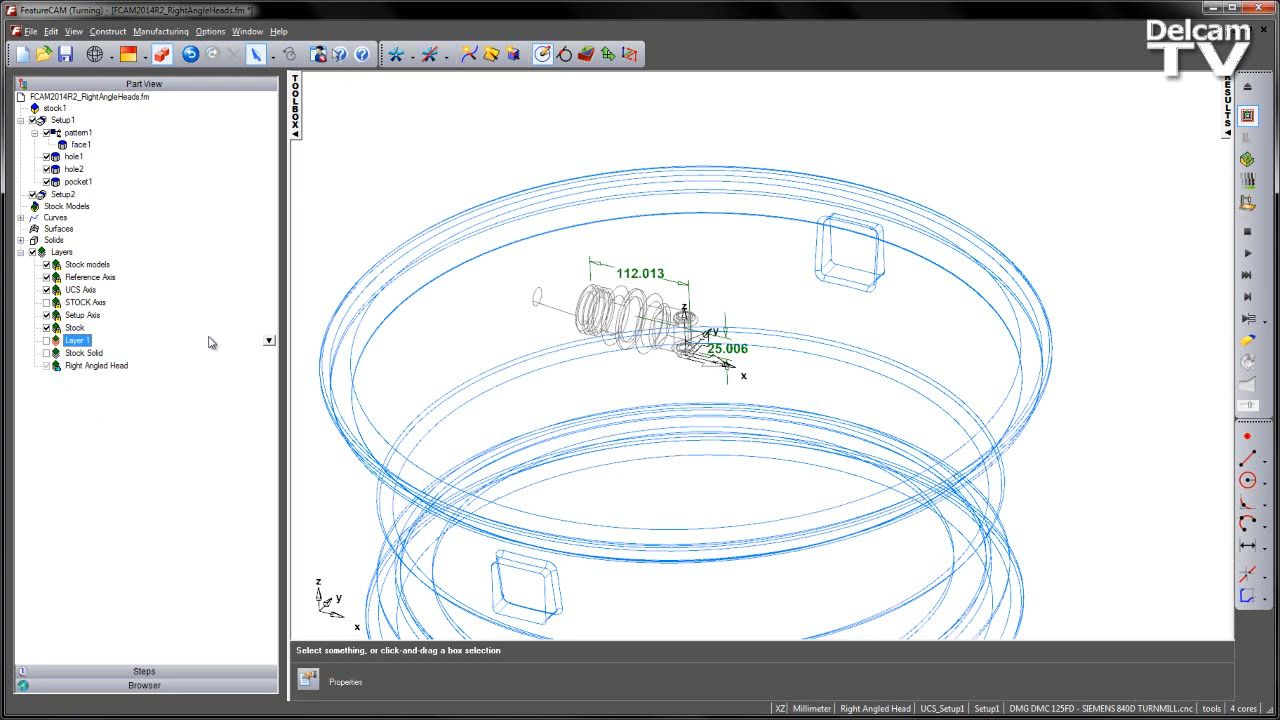 FeatureCAM (Turning) - [FCAM2014R2_RightAngleHeads.fm *]
File Edit View Construct Manufacturing Options Window Help
Delcam
TV
Part View
FCAM2014R2_RightAngleHeads.fm
stock1
Setup1
pattern1
face1
hole1
hole2
pocket1
Setup2
Stock Models
Curves
Surfaces
Solids
Layers
Stock models
Reference Axis
UCS Axis
STOCK Axis
Setup Axis
Stock
Layer 1
Stock Solid
Right Angled Head
Steps
Browser
TOOLBOX
RESULTS
112.013
z
y
25.006
x
z
y
x
Select something, or click-and-drag a box selection
Properties
XZ Millimeter Right Angled Head UCS_Setup1 Setup1 DMG DMC 125FD - SIEMENS 840D TURNMILL.cnc tools 4 cores